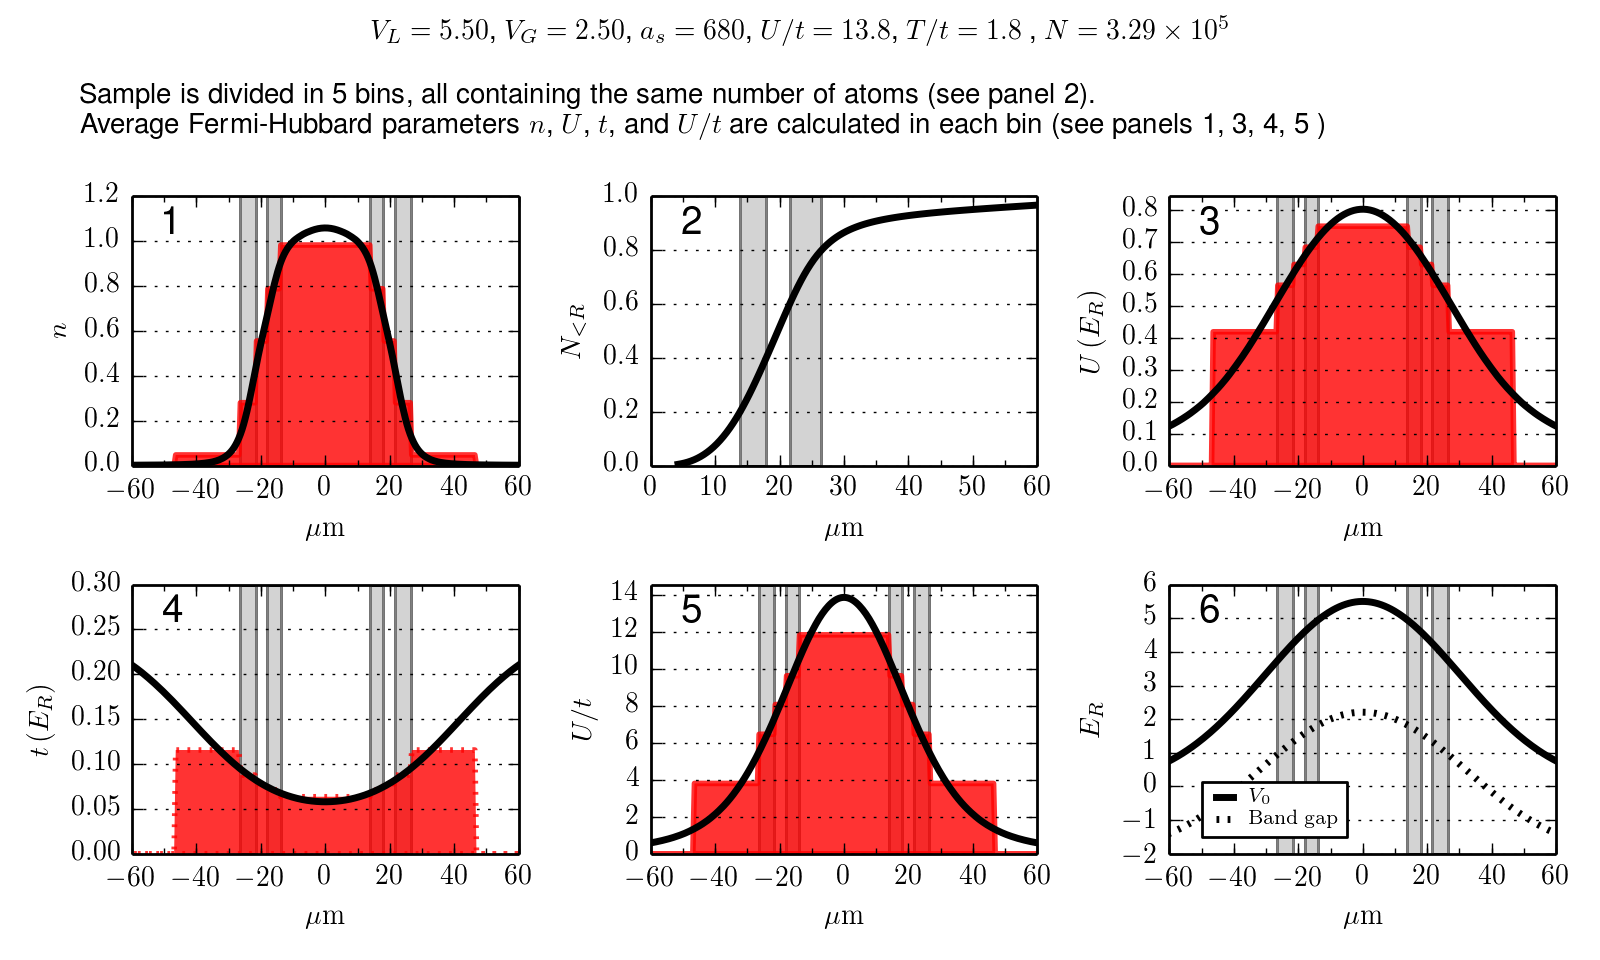 V_L = 5.50, V_G = 2.50, a_s = 680, U/t = 13.8, T/t = 1.8 , N = 3.29 × 10^5
Sample is divided in 5 bins, all containing the same number of atoms (see panel 2).
Average Fermi-Hubbard parameters n, U, t, and U/t are calculated in each bin (see panels 1, 3, 4, 5 )
1
n
1.2
1.0
0.8
0.6
0.4
0.2
0.0
−60 −40 −20 0 20 40 60
μm
2
N_{<R}
1.0
0.8
0.6
0.4
0.2
0.0
0 10 20 30 40 50 60
μm
3
U (E_R)
0.8
0.7
0.6
0.5
0.4
0.3
0.2
0.1
0.0
−60 −40 −20 0 20 40 60
μm
4
t (E_R)
0.30
0.25
0.20
0.15
0.10
0.05
0.00
−60 −40 −20 0 20 40 60
μm
5
U/t
14
12
10
8
6
4
2
0
−60 −40 −20 0 20 40 60
μm
6
E_R
6
5
4
3
2
1
0
−1
−2
V_0
Band gap
−60 −40 −20 0 20 40 60
μm